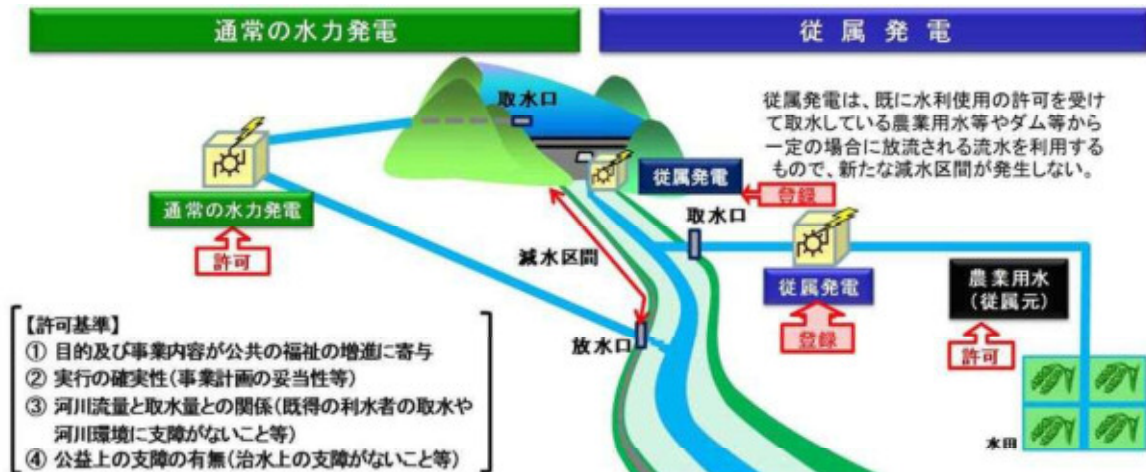 通常の水力発電
従属発電
取水口
従属発電は、既に水利使用の許可を受け
て取水している農業用水等やダム等から
一定の場合に放流される流水を利用する
もので、新たな減水区間が発生しない。
従属発電
登録
通常の水力発電
許可
取水口
減水区間
従属発電
登録
農業用水
(従属元)
許可
放水口
水田
【許可基準】
① 目的及び事業内容が公共の福祉の増進に寄与
② 実行の確実性(事業計画の妥当性等)
③ 河川流量と取水量との関係(既得の利水者の取水や
河川環境に支障がないこと等)
④ 公益上の支障の有無(治水上の支障がないこと等)